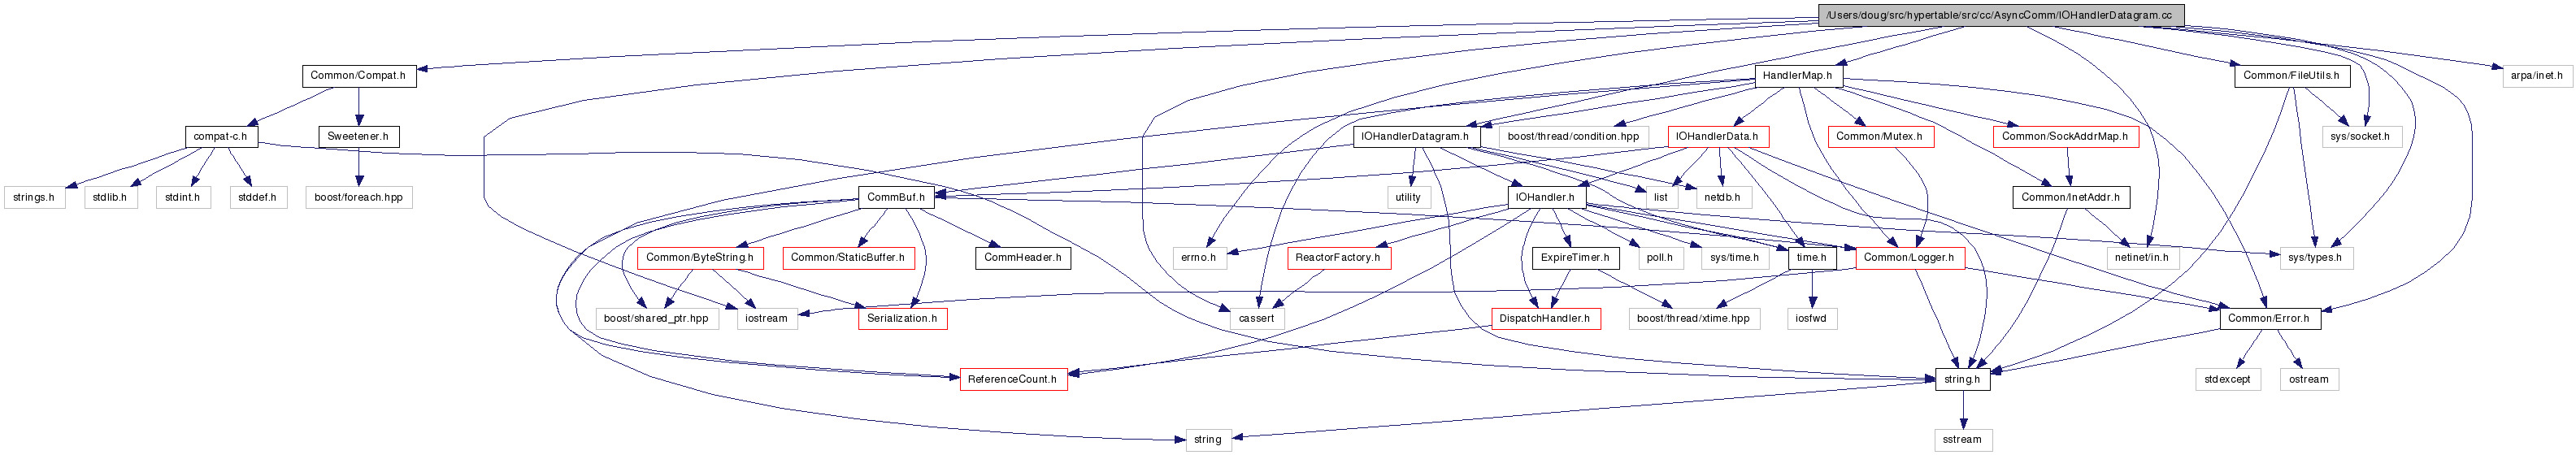 /Users/doug/src/hypertable/src/cc/AsyncComm/IOHandlerDatagram.cc
Common/Compat.h
HandlerMap.h
Common/FileUtils.h
arpa/inet.h
compat-c.h
Sweetener.h
IOHandlerDatagram.h
boost/thread/condition.hpp
IOHandlerData.h
Common/Mutex.h
Common/SockAddrMap.h
sys/socket.h
strings.h
stdlib.h
stdint.h
stddef.h
boost/foreach.hpp
CommBuf.h
utility
IOHandler.h
list
netdb.h
Common/InetAddr.h
Common/ByteString.h
Common/StaticBuffer.h
CommHeader.h
errno.h
ReactorFactory.h
ExpireTimer.h
poll.h
sys/time.h
time.h
Common/Logger.h
netinet/in.h
sys/types.h
boost/shared_ptr.hpp
iostream
Serialization.h
cassert
DispatchHandler.h
boost/thread/xtime.hpp
iosfwd
Common/Error.h
ReferenceCount.h
string.h
stdexcept
ostream
string
sstream